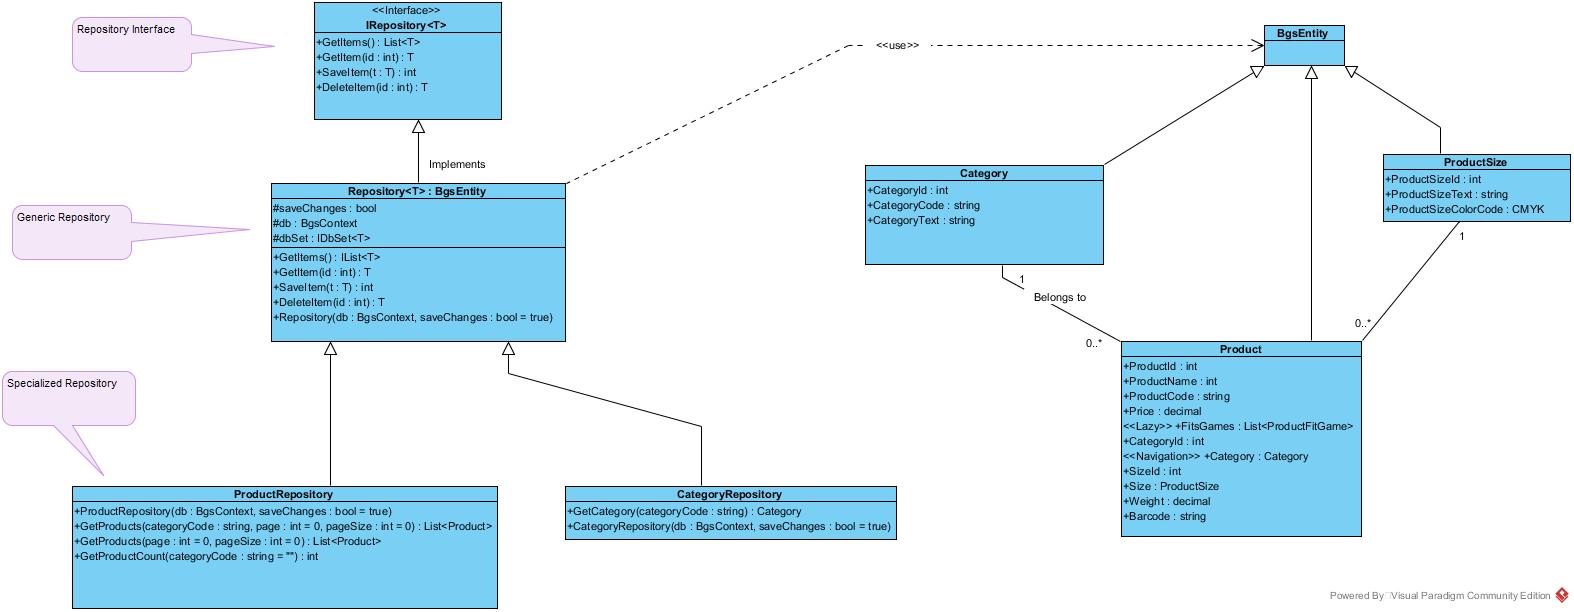 Repository Interface
<<Interface>>
IRepository<T>
+GetItems() : List<T>
+GetItem(id : int) : T
+SaveItem(t : T) : int
+DeleteItem(id : int) : T
Implements
<<use>>
BgsEntity
Generic Repository
Repository<T> : BgsEntity
#saveChanges : bool
#db : BgsContext
#dbSet : IDbSet<T>
+GetItems() : IList<T>
+GetItem(id : int) : T
+SaveItem(t : T) : int
+DeleteItem(id : int) : T
+Repository(db : BgsContext, saveChanges : bool = true)
Category
+CategoryId : int
+CategoryCode : string
+CategoryText : string
ProductSize
+ProductSizeId : int
+ProductSizeText : string
+ProductSizeColorCode : CMYK
1
Belongs to
0..*
1
0..*
Product
+ProductId : int
+ProductName : int
+ProductCode : string
+Price : decimal
<<Lazy>> +FitsGames : List<ProductFitGame>
+CategoryId : int
<<Navigation>> +Category : Category
+SizeId : int
+Size : ProductSize
+Weight : decimal
+Barcode : string
Specialized Repository
ProductRepository
+ProductRepository(db : BgsContext, saveChanges : bool = true)
+GetProducts(categoryCode : string, page : int = 0, pageSize : int = 0) : List<Product>
+GetProducts(page : int = 0, pageSize : int = 0) : List<Product>
+GetProductCount(categoryCode : string = "") : int
CategoryRepository
+GetCategory(categoryCode : string) : Category
+CategoryRepository(db : BgsContext, saveChanges : bool = true)
Powered By Visual Paradigm Community Edition